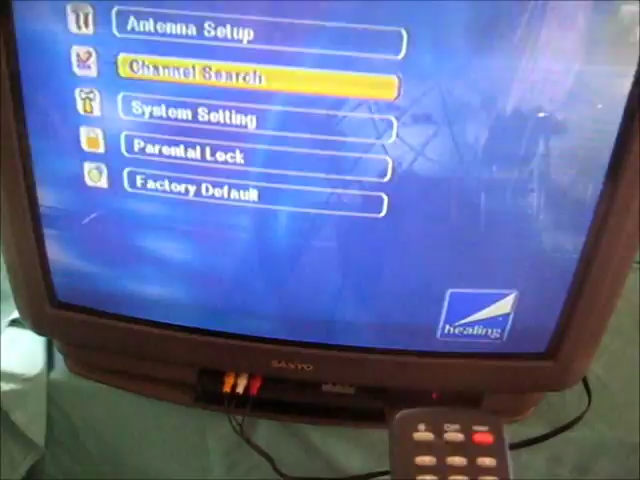 Antenna Setup
Channel Search
System Setting
Parental Lock
Factory Default
healing
SANYO